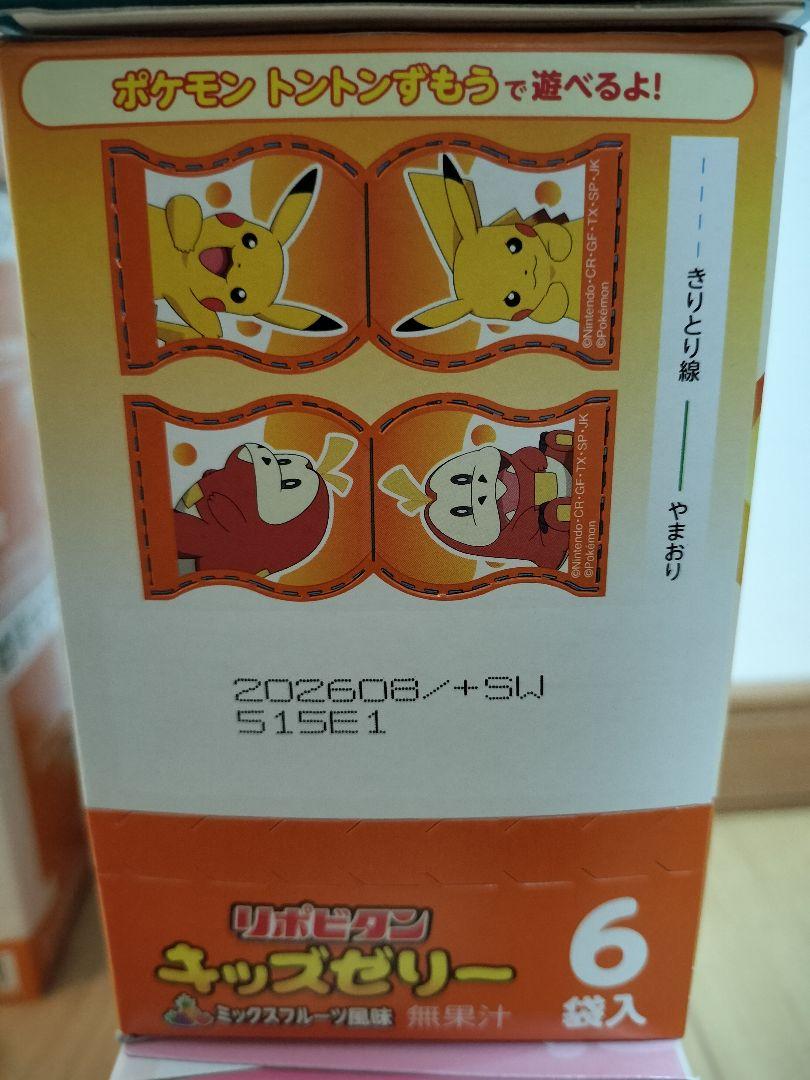 ポケモン トントンずもうで遊べるよ!
©Nintendo・CR・GF・TX・SP・JK
©Pokémon
きりとり線
やまおり
©Nintendo・CR・GF・TX・SP・JK
©Pokémon
202608/+SW
515E1
リポビタン
キッズゼリー
ミックスフルーツ風味 無果汁
6
袋入